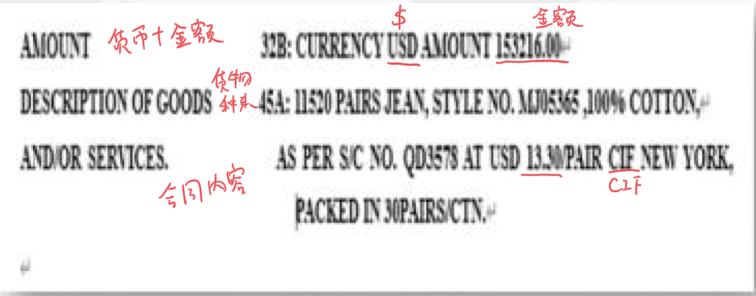 $ 金额
AMOUNT 货币+金额 32B: CURRENCY USD AMOUNT 153216.00
货物
DESCRIPTION OF GOODS 45A: 11520 PAIRS JEAN, STYLE NO. MJ05365 ,100% COTTON,
AND/OR SERVICES. AS PER S/C NO. QD3578 AT USD 13.30/PAIR CIF NEW YORK,
合同内容 CIF
PACKED IN 30PAIRS/CTN.